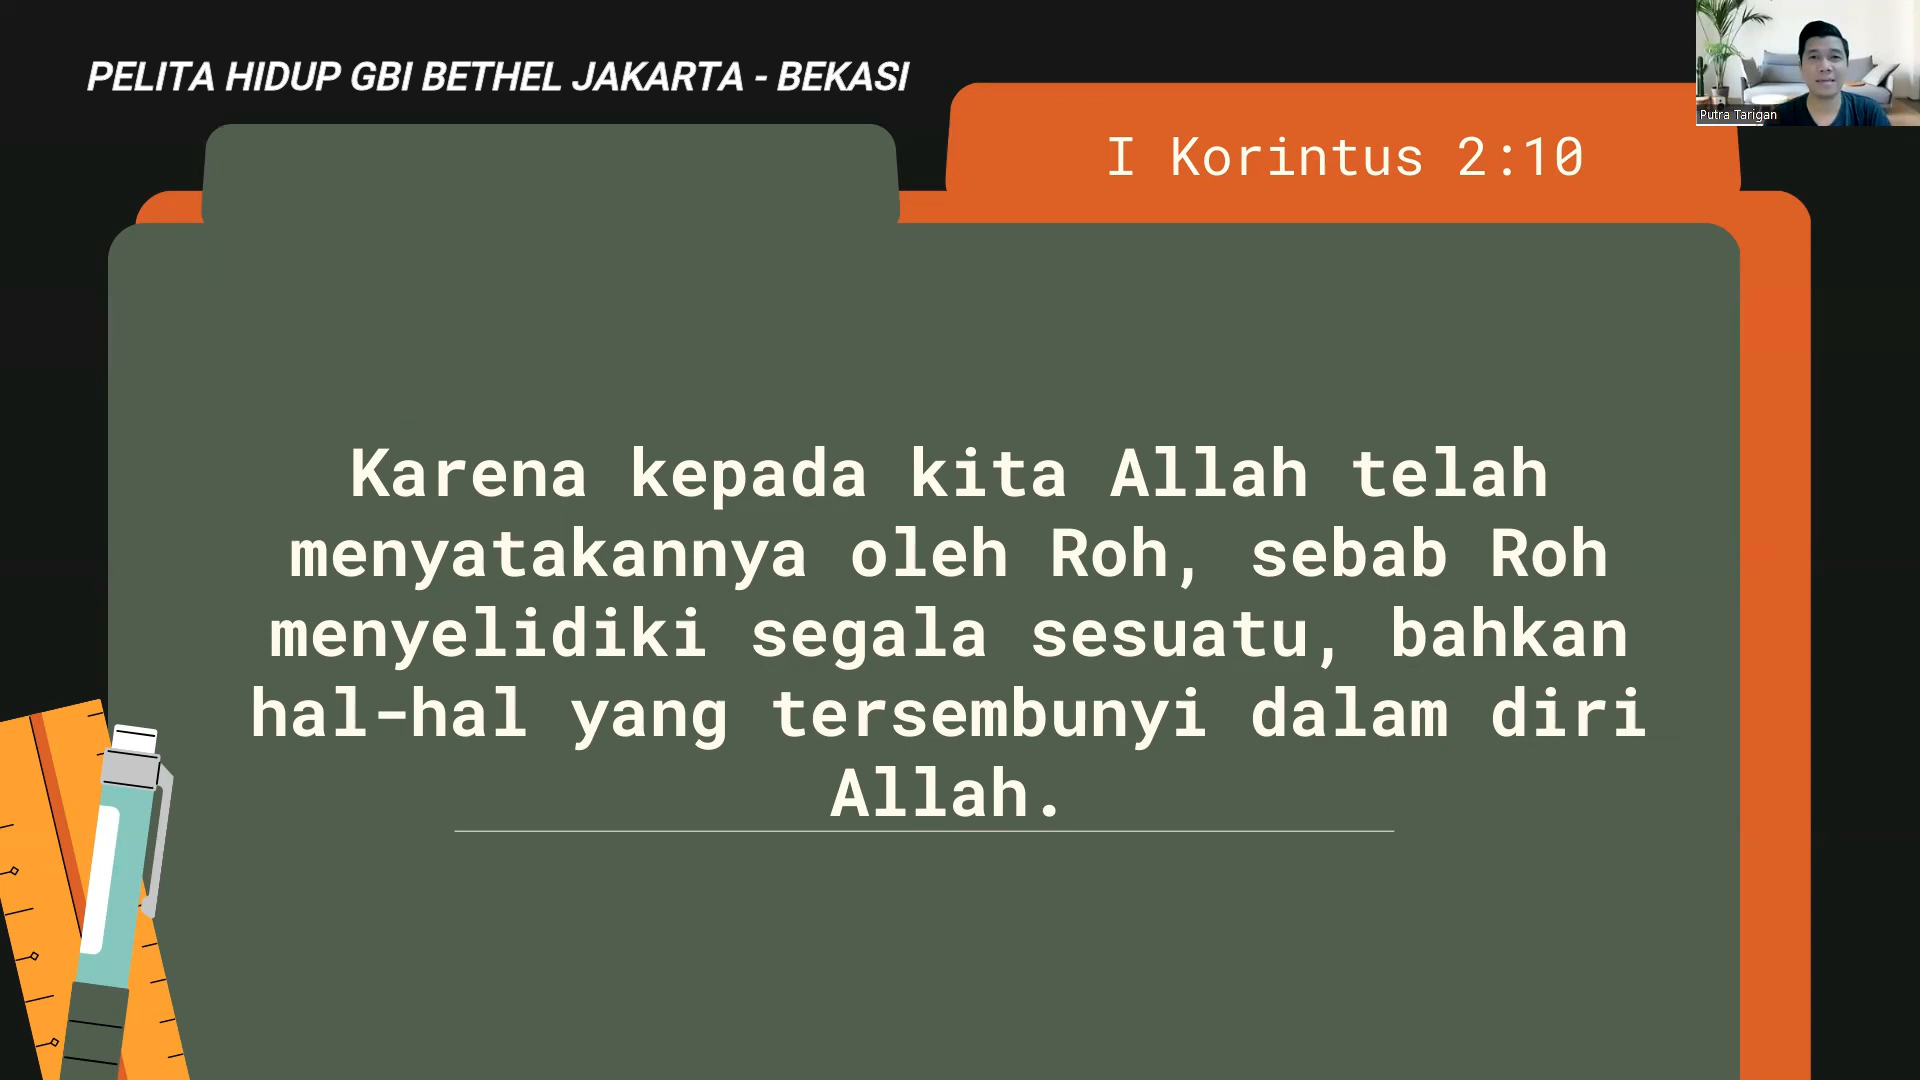 PELITA HIDUP GBI BETHEL JAKARTA - BEKASI
Putra Tarigan
I Korintus 2:10
Karena kepada kita Allah telah
menyatakannya oleh Roh, sebab Roh
menyelidiki segala sesuatu, bahkan
hal-hal yang tersembunyi dalam diri
Allah.